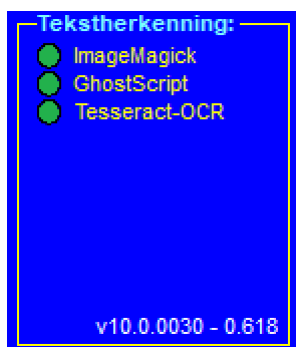 Tekstherkenning:
ImageMagick
GhostScript
Tesseract-OCR
v10.0.0030 - 0.618